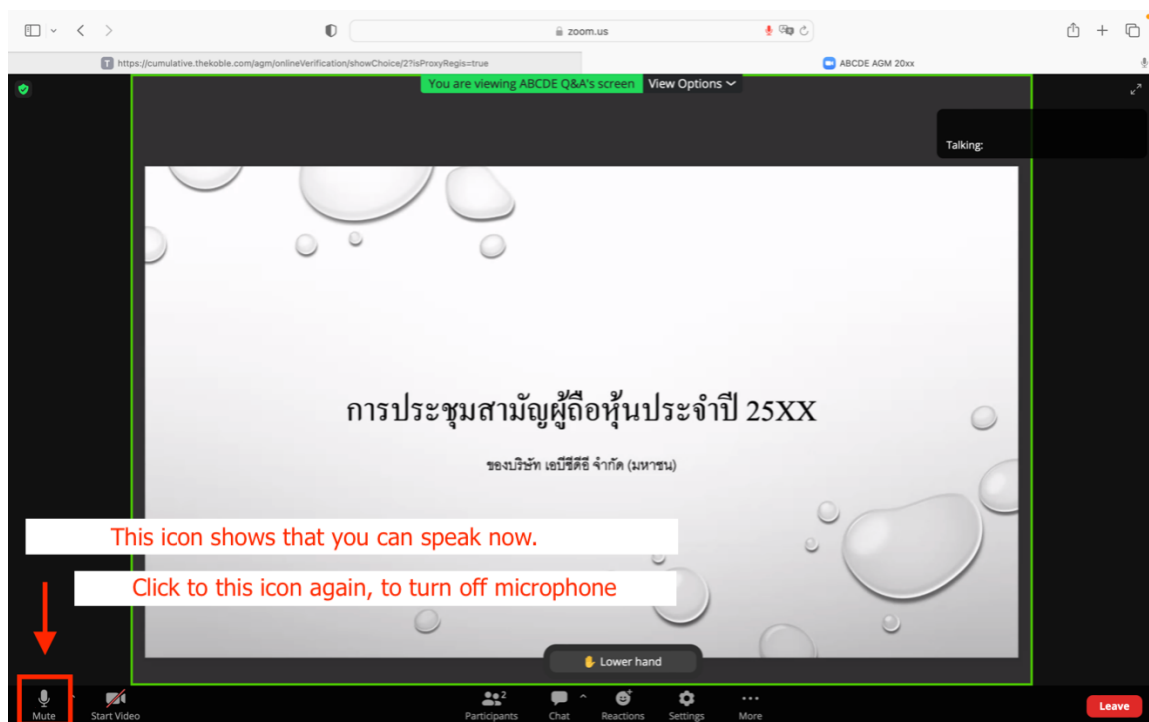 zoom.us
T https://cumulative.thekoble.com/agm/onlineVerification/showChoice/2?isProxyRegis=true
ABCDE AGM 20xx
You are viewing ABCDE Q&A's screen View Options
Talking:
การประชุมสามัญผู้ถือหุ้นประจำปี 25XX
ของบริษัท เอบีซีดีอี จำกัด (มหาชน)
This icon shows that you can speak now.
Click to this icon again, to turn off microphone
Lower hand
2
Mute Start Video Participants Chat Reactions Settings More Leave